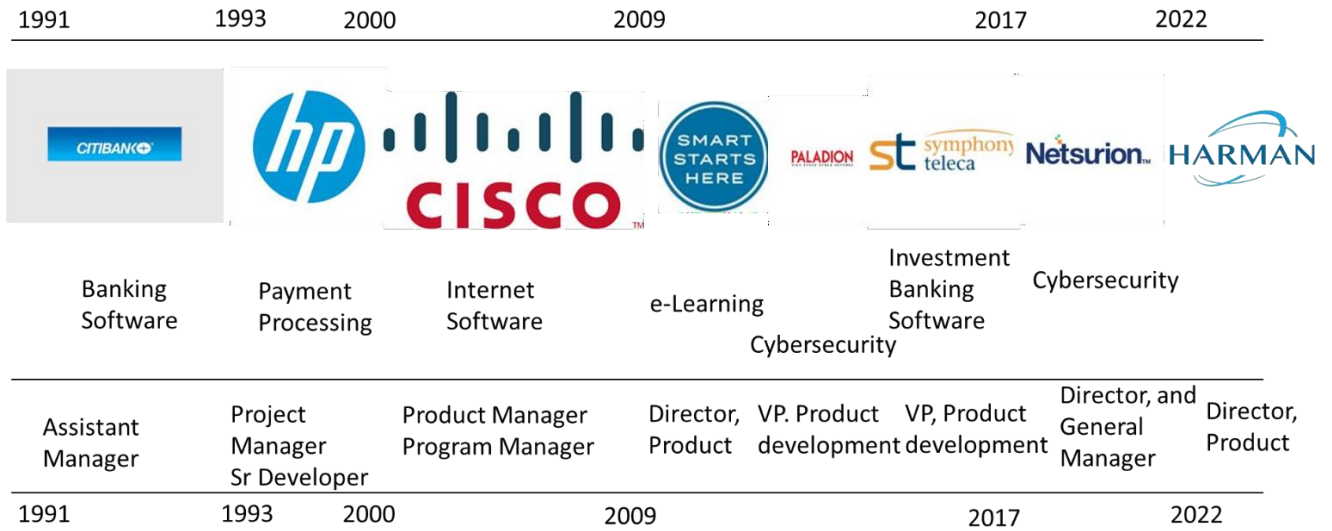 1991 1993 2000 2009 2017 2022
CITIBANK
hp
CISCO
TM
SMART
STARTS
HERE
PALADION
st symphony
teleca
Netsurion TM
HARMAN
Banking
Software
Payment
Processing
Internet
Software
e-Learning
Cybersecurity
Investment
Banking
Software
Cybersecurity
Assistant
Manager
Project
Manager
Sr Developer
Product Manager
Program Manager
Director,
Product
VP. Product
development
VP, Product
development
Director, and
General
Manager
Director,
Product
1991 1993 2000 2009 2017 2022